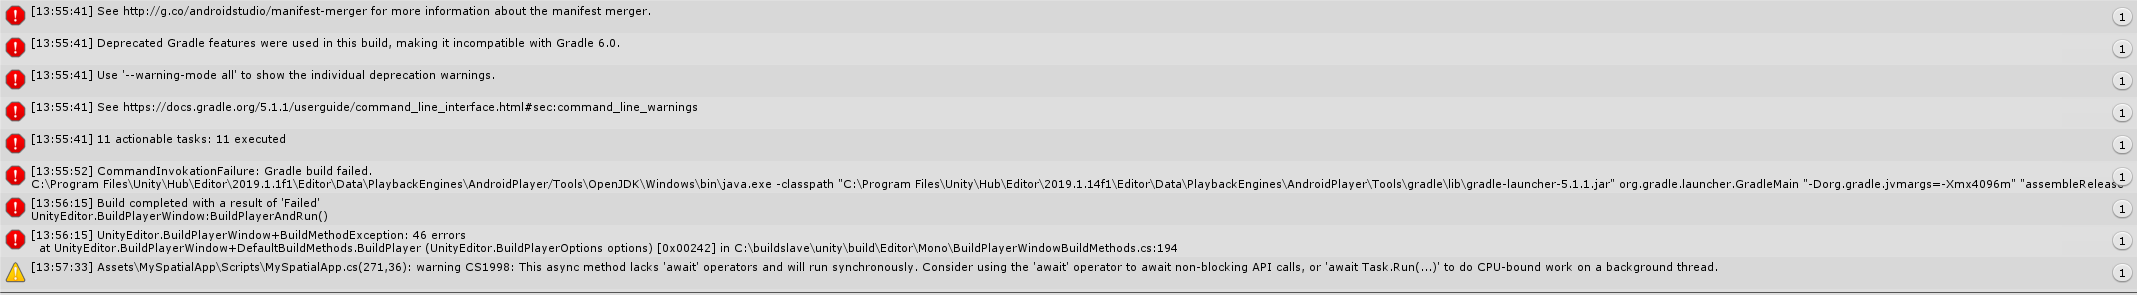 [13:55:41] See http://g.co/androidstudio/manifest-merger for more information about the manifest merger.
1
[13:55:41] Deprecated Gradle features were used in this build, making it incompatible with Gradle 6.0.
1
[13:55:41] Use '--warning-mode all' to show the individual deprecation warnings.
1
[13:55:41] See https://docs.gradle.org/5.1.1/userguide/command_line_interface.html#sec:command_line_warnings
1
[13:55:41] 11 actionable tasks: 11 executed
1
[13:55:52] CommandInvokationFailure: Gradle build failed.
C:\Program Files\Unity\Hub\Editor\2019.1.1f1\Editor\Data\PlaybackEngines\AndroidPlayer/Tools\OpenJDK\Windows\bin\java.exe -classpath "C:\Program Files\Unity\Hub\Editor\2019.1.14f1\Editor\Data\PlaybackEngines\AndroidPlayer\Tools\gradle\lib\gradle-launcher-5.1.1.jar" org.gradle.launcher.GradleMain "-Dorg.gradle.jvmargs=-Xmx4096m" "assembleRelease
1
[13:56:15] Build completed with a result of 'Failed'
UnityEditor.BuildPlayerWindow:BuildPlayerAndRun()
1
[13:56:15] UnityEditor.BuildPlayerWindow+BuildMethodException: 46 errors
at UnityEditor.BuildPlayerWindow+DefaultBuildMethods.BuildPlayer (UnityEditor.BuildPlayerOptions options) [0x00242] in C:\buildslave\unity\build\Editor\Mono\BuildPlayerWindowBuildMethods.cs:194
1
[13:57:33] Assets\MySpatialApp\Scripts\MySpatialApp.cs(271,36): warning CS1998: This async method lacks 'await' operators and will run synchronously. Consider using the 'await' operator to await non-blocking API calls, or 'await Task.Run(...)' to do CPU-bound work on a background thread.
1